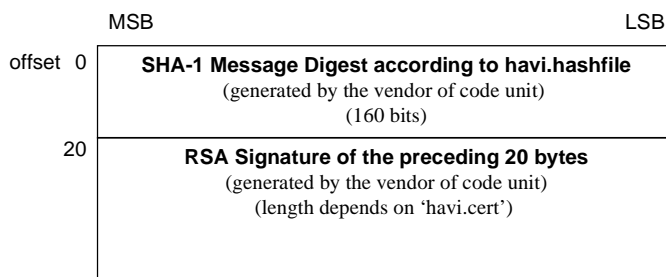 MSB LSB
offset 0
SHA-1 Message Digest according to havi.hashfile
(generated by the vendor of code unit)
(160 bits)
20
RSA Signature of the preceding 20 bytes
(generated by the vendor of code unit)
(length depends on ‘havi.cert’)